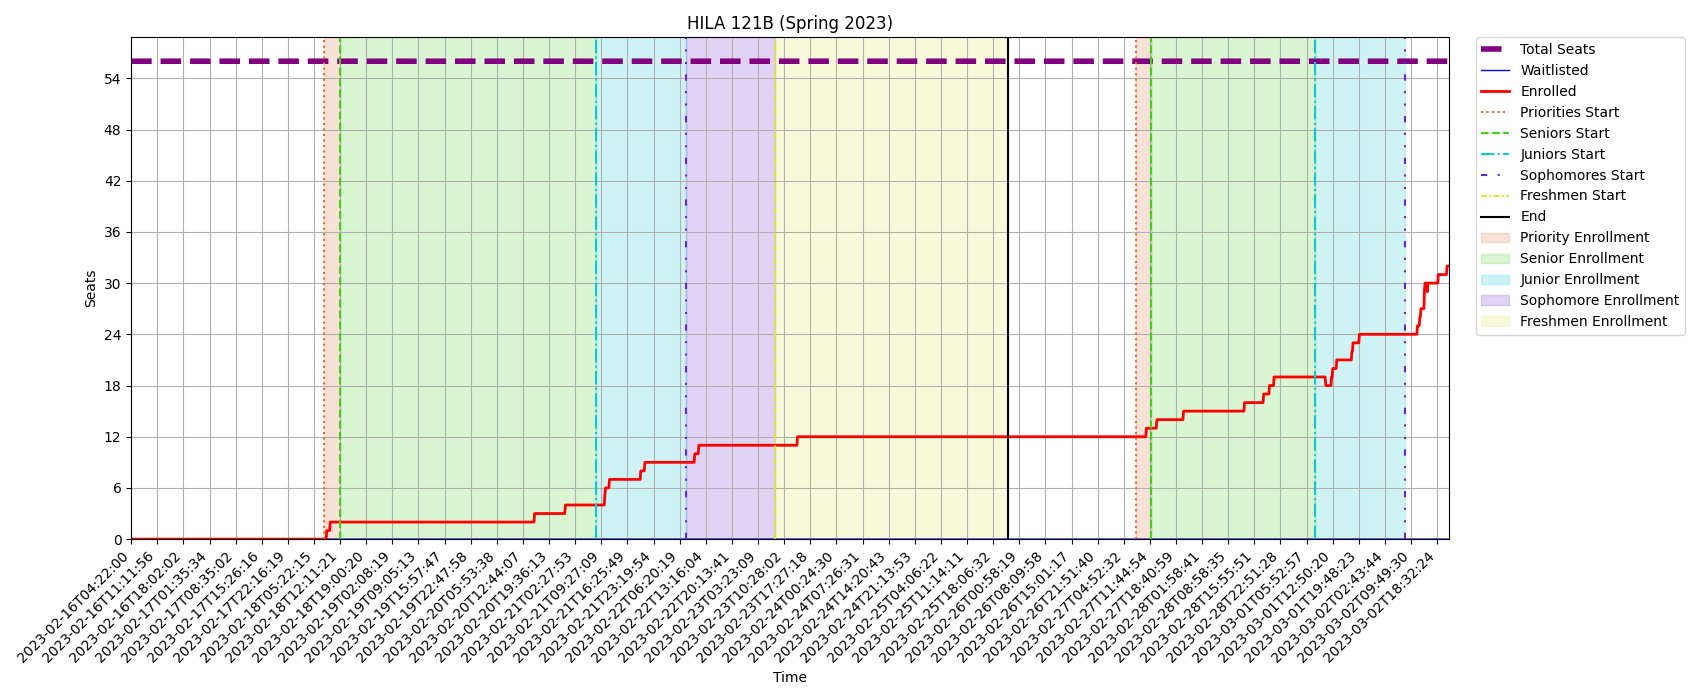 HILA 121B (Spring 2023)
Seats
54
48
42
36
30
24
18
12
6
0
2023-02-16T04:22:00
2023-02-16T11:11:56
2023-02-16T18:02:02
2023-02-17T01:35:34
2023-02-17T08:35:02
2023-02-17T15:26:16
2023-02-17T22:16:19
2023-02-18T05:22:15
2023-02-18T12:11:21
2023-02-18T19:00:20
2023-02-19T02:08:19
2023-02-19T09:05:13
2023-02-19T15:57:47
2023-02-19T22:47:58
2023-02-20T05:53:38
2023-02-20T12:44:07
2023-02-20T19:36:13
2023-02-21T02:27:53
2023-02-21T09:27:09
2023-02-21T16:25:49
2023-02-21T23:19:54
2023-02-22T06:20:19
2023-02-22T13:16:04
2023-02-22T20:13:41
2023-02-23T03:23:09
2023-02-23T10:28:02
2023-02-23T17:27:18
2023-02-24T00:24:30
2023-02-24T07:26:31
2023-02-24T14:20:43
2023-02-24T21:13:53
2023-02-25T04:06:22
2023-02-25T11:14:11
2023-02-25T18:06:32
2023-02-26T00:58:19
2023-02-26T08:09:58
2023-02-26T15:01:17
2023-02-26T21:51:40
2023-02-27T04:52:32
2023-02-27T11:44:54
2023-02-27T18:40:59
2023-02-28T01:58:41
2023-02-28T08:58:35
2023-02-28T15:55:51
2023-02-28T22:51:28
2023-03-01T05:52:57
2023-03-01T12:50:20
2023-03-01T19:48:23
2023-03-02T02:43:44
2023-03-02T09:49:30
2023-03-02T18:32:24
Time
Total Seats
Waitlisted
Enrolled
Priorities Start
Seniors Start
Juniors Start
Sophomores Start
Freshmen Start
End
Priority Enrollment
Senior Enrollment
Junior Enrollment
Sophomore Enrollment
Freshmen Enrollment